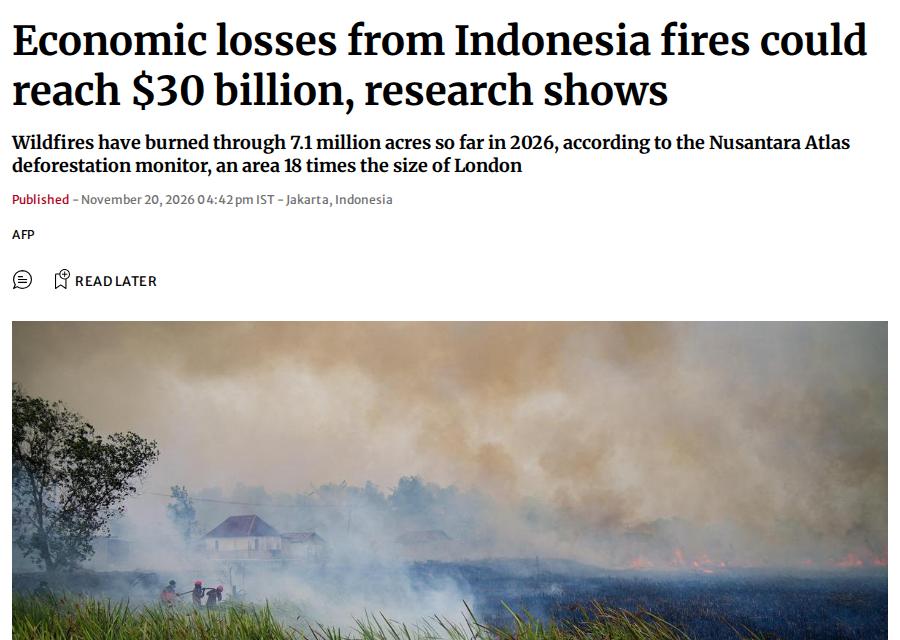 Economic losses from Indonesia fires could
reach $30 billion, research shows
Wildfires have burned through 7.1 million acres so far in 2026, according to the Nusantara Atlas
deforestation monitor, an area 18 times the size of London
Published - November 20, 2026 04:42 pm IST - Jakarta, Indonesia
AFP
READ LATER